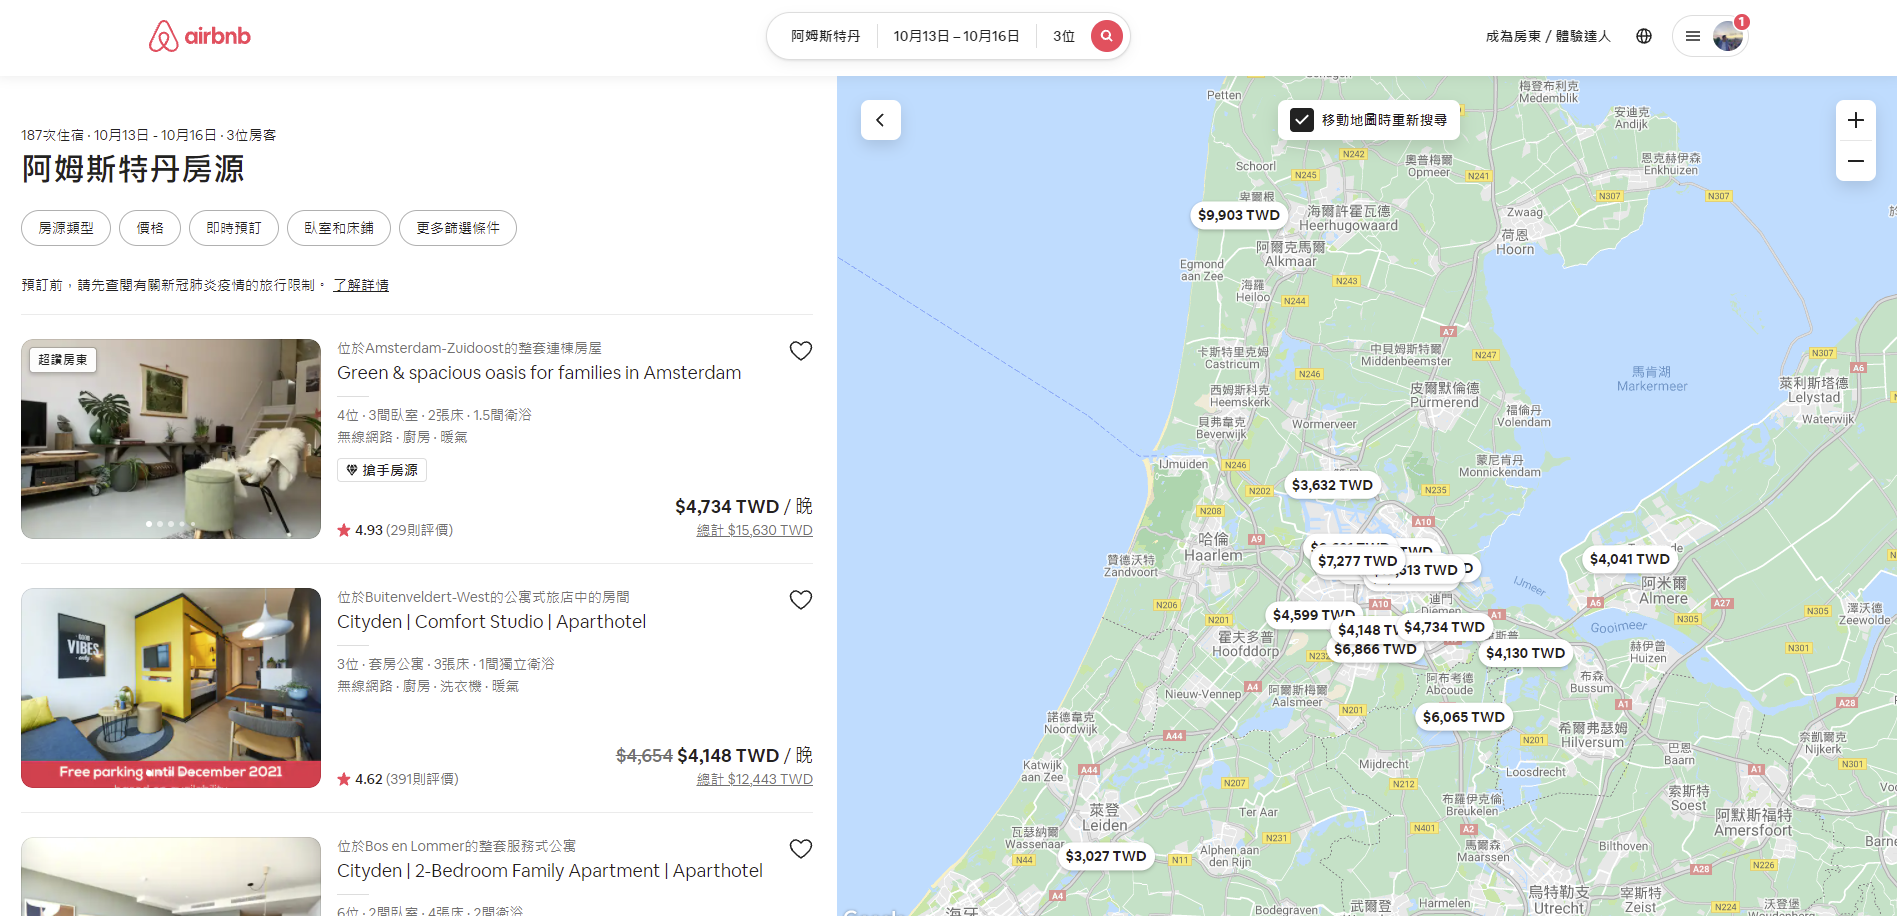 airbnb
阿姆斯特丹
10月13日 – 10月16日
3位
成為房東 / 體驗達人
1
187次住宿 · 10月13日 - 10月16日 · 3位房客
阿姆斯特丹房源
房源類型
價格
即時預訂
臥室和床鋪
更多篩選條件
預訂前，請先查閱有關新冠肺炎疫情的旅行限制。 了解詳情
超讚房東
位於Amsterdam-Zuidoost的整套連棟房屋
Green & spacious oasis for families in Amsterdam
4位 · 3間臥室 · 2張床 · 1.5間衛浴
無線網路 · 廚房 · 暖氣
搶手房源
$4,734 TWD / 晚
4.93 (29則評價)
總計 $15,630 TWD
位於Buitenveldert-West的公寓式旅店中的房間
Cityden | Comfort Studio | Aparthotel
3位 · 套房公寓 · 3張床 · 1間獨立衛浴
無線網路 · 廚房 · 洗衣機 · 暖氣
GOOD
VIBES
only
Free parking until December 2021
based on availability
$4,654 $4,148 TWD / 晚
4.62 (391則評價)
總計 $12,443 TWD
位於Bos en Lommer的整套服務式公寓
Cityden | 2-Bedroom Family Apartment | Aparthotel
6位 · 2間臥室 · 4張床 · 2間衛浴
移動地圖時重新搜尋
Petten
梅登布利克
Medemblik
安迪克
Andijk
Schoorl
N242
N245
奧普梅爾
Opmeer
N241
恩克赫伊森
Enkhuizen
N307
N307
卑爾根
$9,903 TWD
海爾許霍瓦德
Heerhugowaard
Zwaag
荷恩
Hoorn
阿爾克馬爾
Alkmaar
Egmond
aan Zee
海羅
Heiloo
N243
N244
A7
卡斯特里克姆
Castricum
中貝姆斯特爾
Middenbeemster
N247
N246
馬肯湖
Markermeer
N307
A6
萊利斯塔德
Lelystad
Waterwijk
西姆斯科克
Heemskerk
皮爾默倫德
Purmerend
貝弗韋克
Beverwijk
Wormerveer
福倫丹
Volendam
IJmuiden
N246
蒙尼肯丹
Monnickendam
N202
$3,632 TWD
N235
N208
A10
哈倫
Haarlem
A9
贊德沃特
Zandvoort
$7,277 TWD
$4,041 TWD
阿米爾
Almere
IJmeer
N206
A10
迪門
Diemen
A1
A6
A27
N305
澤沃德
Zeewolde
N305
Gooimeer
N201
$4,599 TWD
$4,148 TW
$4,734 TWD
霍夫多普
Hoofddorp
N232
$6,866 TWD
$4,130 TWD
赫伊曾
Huizen
N301
Nieuw-Vennep
A4
阿爾斯梅爾
Aalsmeer
阿布考德
Abcoude
布森
Bussum
N201
A1
$6,065 TWD
諾德韋克
Noordwijk
A44
N201
希爾弗瑟姆
Hilversum
巴恩
Baarn
奈凱爾克
Nijkerk
A28
N301
A1
Katwijk
aan Zee
A44
Mijdrecht
Loosdrecht
N207
N212
萊登
Leiden
Ter Aar
布羅伊克倫
Breukelen
索斯特
Soest
阿默斯福特
Amersfoort
瓦瑟納爾
Wassenaar
N44
$3,027 TWD
N11
N231
N401
A2
Alphen aan
den Rijn
馬爾森
Maarssen
Bilthoven
A28
N226
A4
烏特勒支
Utrecht
宰斯特
Zeist
Bodegraven
武爾登
Harmelen
沃登堡
N224